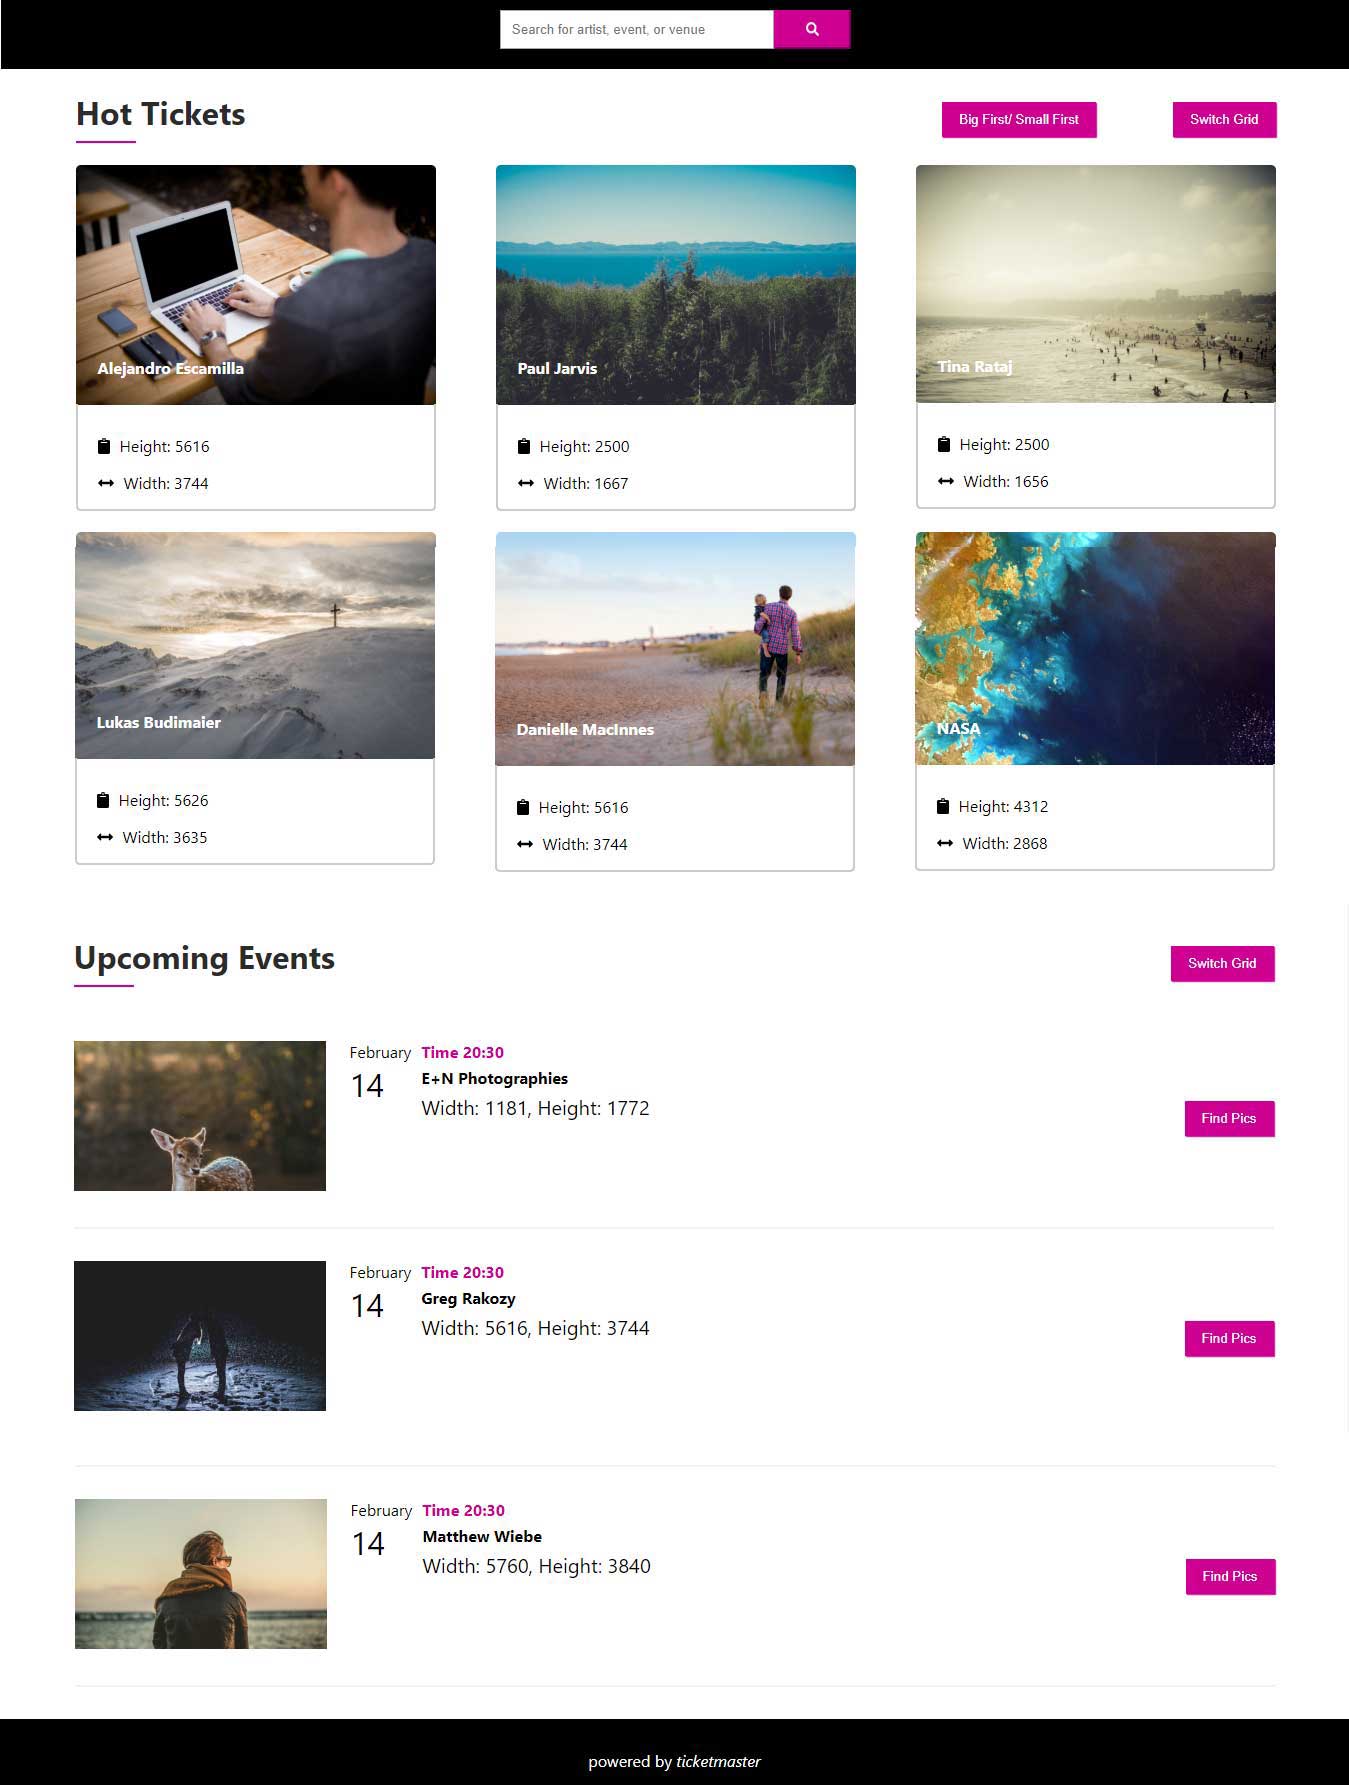 Search for artist, event, or venue
Hot Tickets
Big First/ Small First
Switch Grid
Alejandro Escamilla
Paul Jarvis
Tina Rataj
Height: 5616
Width: 3744
Height: 2500
Width: 1667
Height: 2500
Width: 1656
Lukas Budimaier
Danielle MacInnes
NASA
Height: 5626
Width: 3635
Height: 5616
Width: 3744
Height: 4312
Width: 2868
Upcoming Events
Switch Grid
February
14
Time 20:30
E+N Photographies
Width: 1181, Height: 1772
Find Pics
February
14
Time 20:30
Greg Rakozy
Width: 5616, Height: 3744
Find Pics
February
14
Time 20:30
Matthew Wiebe
Width: 5760, Height: 3840
Find Pics
powered by ticketmaster